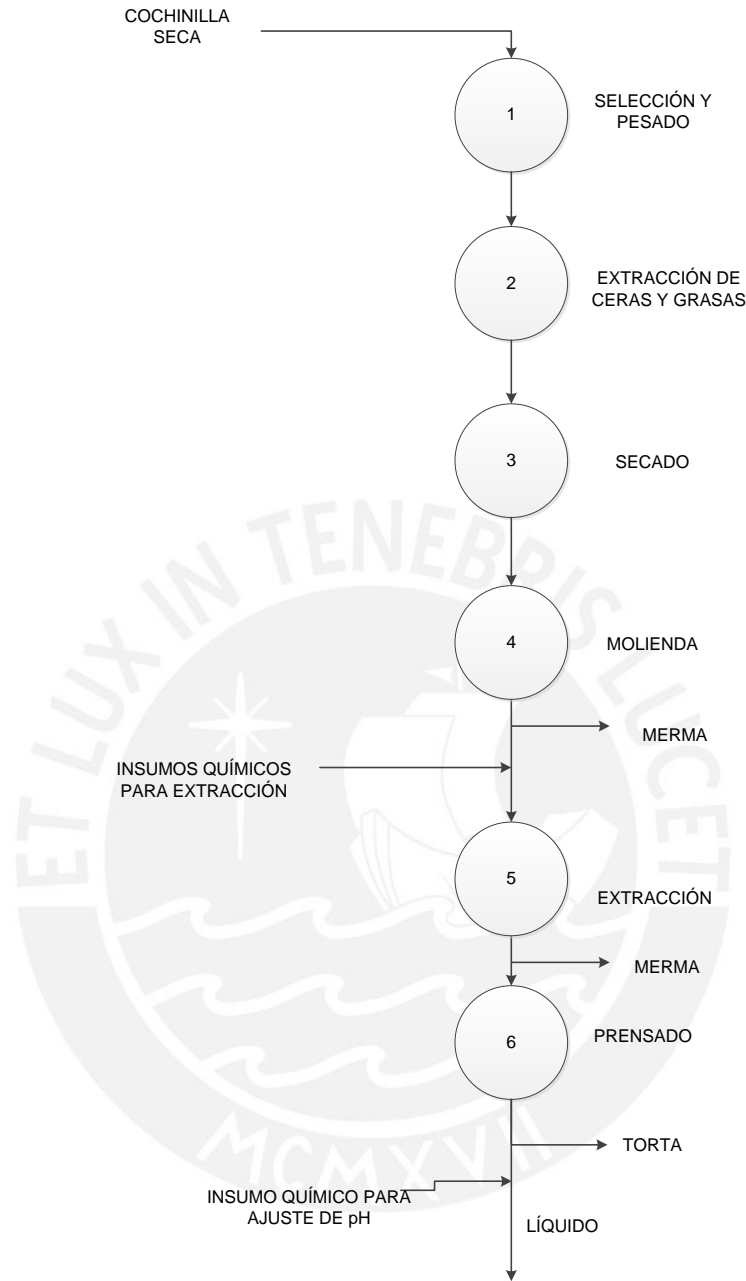 COCHINILLA
SECA
1
SELECCIÓN Y
PESADO
2
EXTRACCIÓN DE
CERAS Y GRASAS
3
SECADO
4
MOLIENDA
MERMA
INSUMOS QUÍMICOS
PARA EXTRACCIÓN
5
EXTRACCIÓN
MERMA
6
PRENSADO
TORTA
INSUMO QUÍMICO PARA
AJUSTE DE pH
LÍQUIDO
ET LUX IN TENEBRIS LUCET
MCMXVII